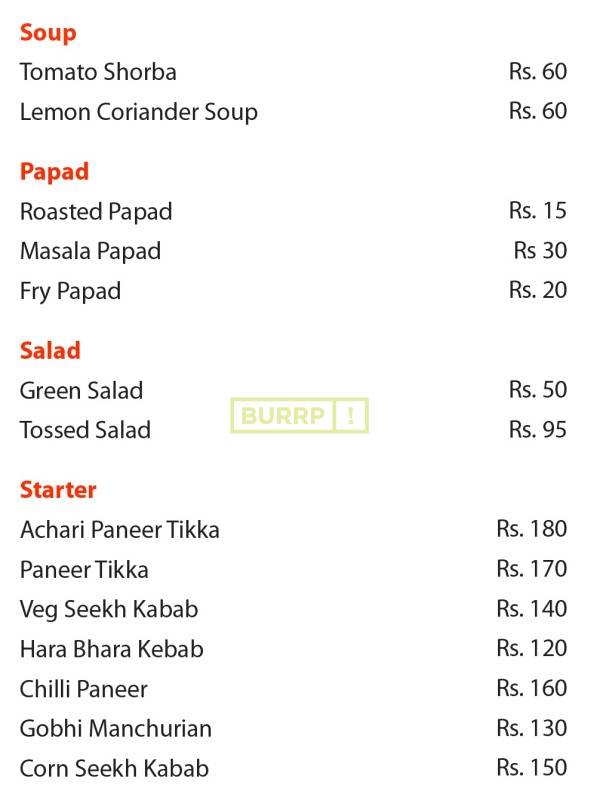 Soup
Tomato Shorba Rs. 60
Lemon Coriander Soup Rs. 60
Papad
Roasted Papad Rs. 15
Masala Papad Rs 30
Fry Papad Rs. 20
Salad
Green Salad Rs. 50
BURRP !
Tossed Salad Rs. 95
Starter
Achari Paneer Tikka Rs. 180
Paneer Tikka Rs. 170
Veg Seekh Kabab Rs. 140
Hara Bhara Kebab Rs. 120
Chilli Paneer Rs. 160
Gobhi Manchurian Rs. 130
Corn Seekh Kabab Rs. 150